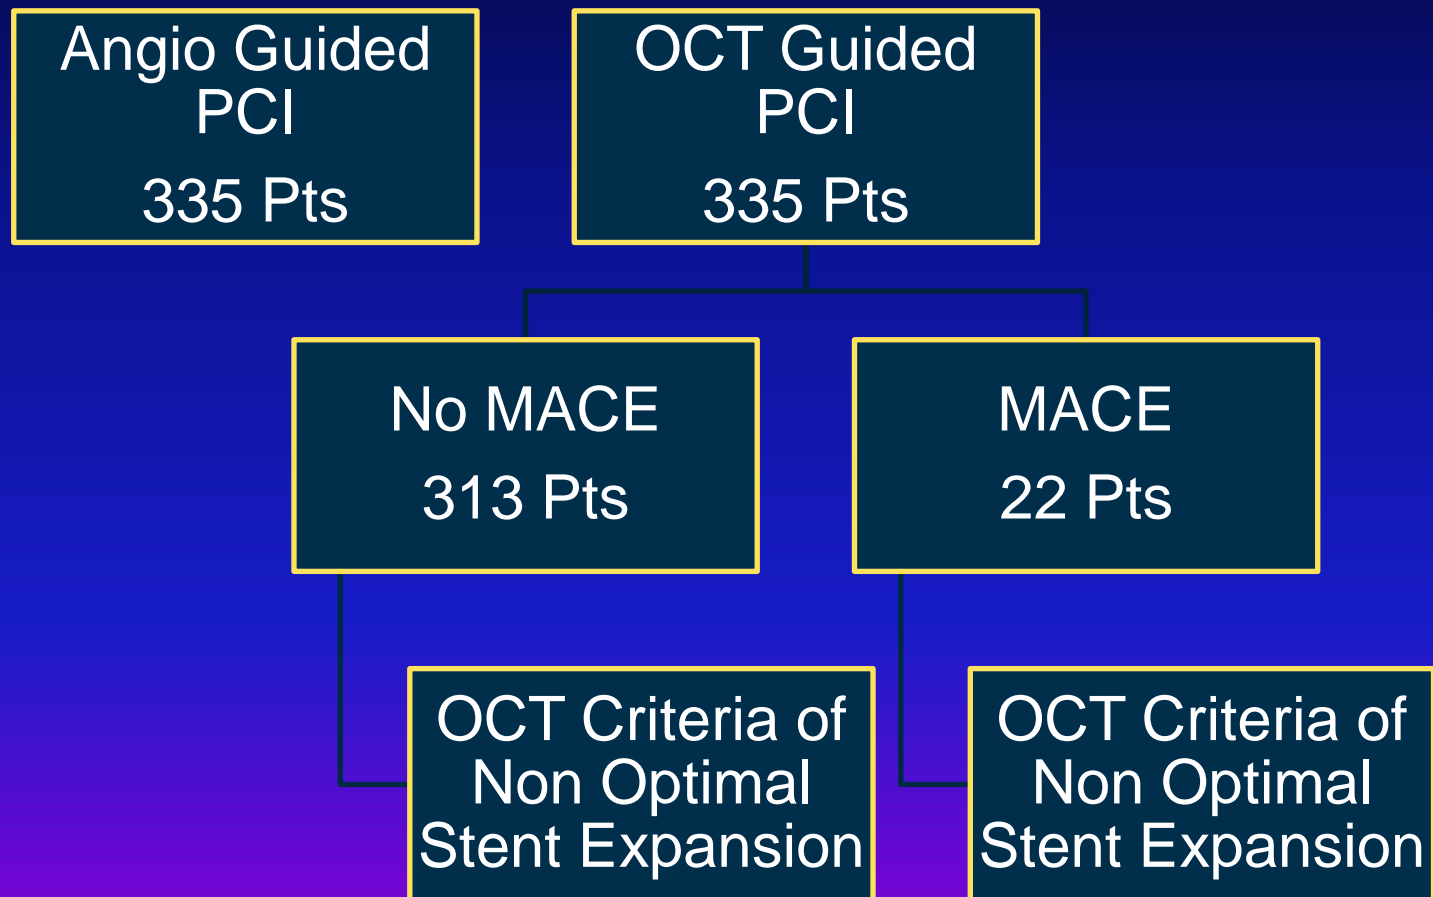 Angio Guided
PCI
335 Pts
OCT Guided
PCI
335 Pts
No MACE
313 Pts
MACE
22 Pts
OCT Criteria of
Non Optimal
Stent Expansion
OCT Criteria of
Non Optimal
Stent Expansion